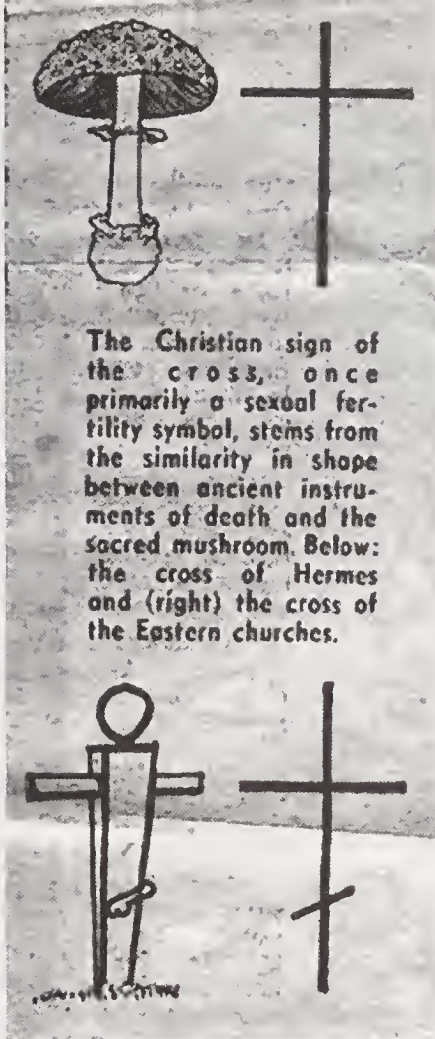 The Christian sign of
the cross, once
primarily a sexual fer-
tility symbol, stems from
the similarity in shape
between ancient instru-
ments of death and the
sacred mushroom. Below:
the cross of Hermes
and (right) the cross of
the Eastern churches.